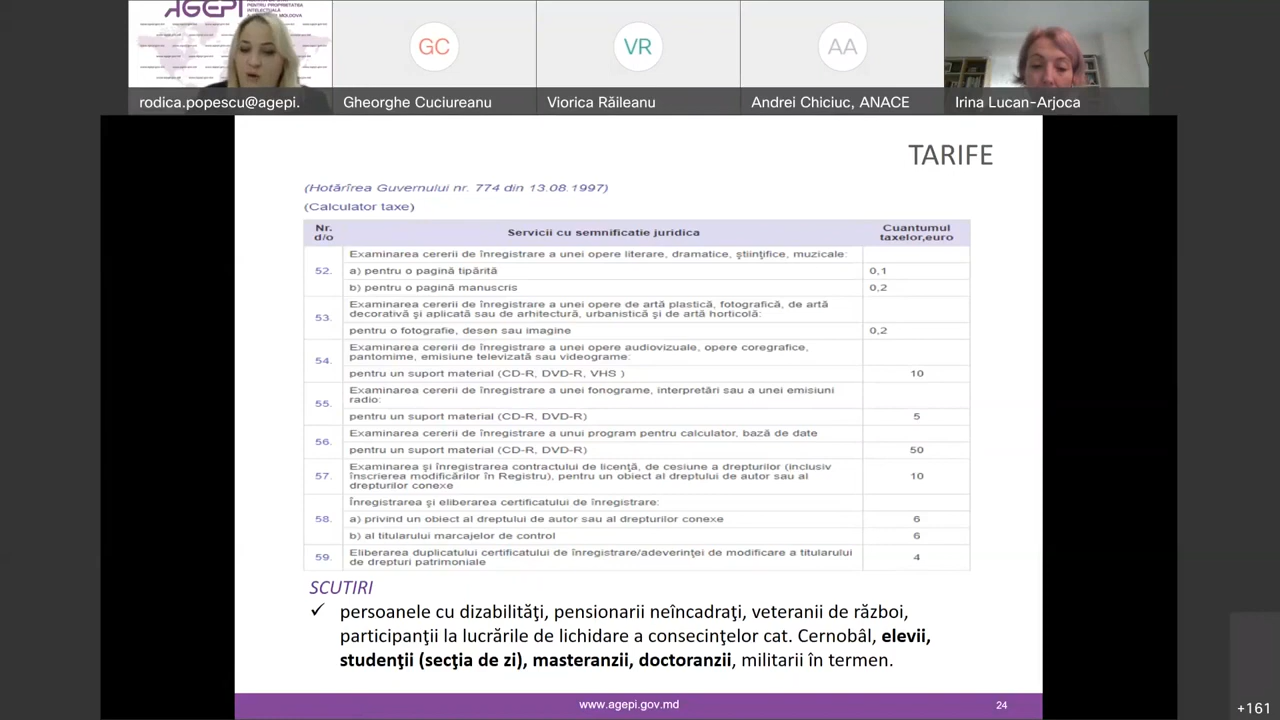 AGEPI
PENTRU PROPRIETATEA
INTELECTUALĂ
A REPUBLICII MOLDOVA
rodica.popescu@agepi.
GC
Gheorghe Cuciureanu
VR
Viorica Răileanu
AA
Andrei Chiciuc, ANACE
Irina Lucan-Arjoca
TARIFE
(Hotărîrea Guvernului nr. 774 din 13.08.1997)
(Calculator taxe)
Nr.
d/o
Servicii cu semnificatie juridica
Cuantumul
taxelor,euro
52.
Examinarea cererii de înregistrare a unei opere literare, dramatice, ştiinţifice, muzicale:
a) pentru o pagină tipărită
0,1
b) pentru o pagină manuscris
0,2
53.
Examinarea cererii de înregistrare a unei opere de artă plastică, fotografică, de artă
decorativă şi aplicată sau de arhitectură, urbanistică şi de artă horticolă:
pentru o fotografie, desen sau imagine
0,2
54.
Examinarea cererii de înregistrare a unei opere audiovizuale, opere coregrafice,
pantomime, emisiune televizată sau videograme:
pentru un suport material (CD-R, DVD-R, VHS )
10
55.
Examinarea cererii de înregistrare a unei fonograme, interpretări sau a unei emisiuni
radio:
pentru un suport material (CD-R, DVD-R)
5
56.
Examinarea cererii de înregistrare a unui program pentru calculator, bază de date
pentru un suport material (CD-R, DVD-R)
50
57.
Examinarea şi înregistrarea contractului de licenţă, de cesiune a drepturilor (inclusiv
înscrierea modificărilor în Registru), pentru un obiect al dreptului de autor sau al
drepturilor conexe
10
58.
Înregistrarea şi eliberarea certificatului de înregistrare:
a) privind un obiect al dreptului de autor sau al drepturilor conexe
6
b) al titularului marcajelor de control
6
59.
Eliberarea duplicatului certificatului de înregistrare/adeverinţei de modificare a titularului
de drepturi patrimoniale
4
SCUTIRI
✓ persoanele cu dizabilităţi, pensionarii neîncadraţi, veteranii de război,
participanţii la lucrările de lichidare a consecinţelor cat. Cernobâl, elevii,
studenţii (secţia de zi), masteranzii, doctoranzii, militarii în termen.
www.agepi.gov.md
24
+161